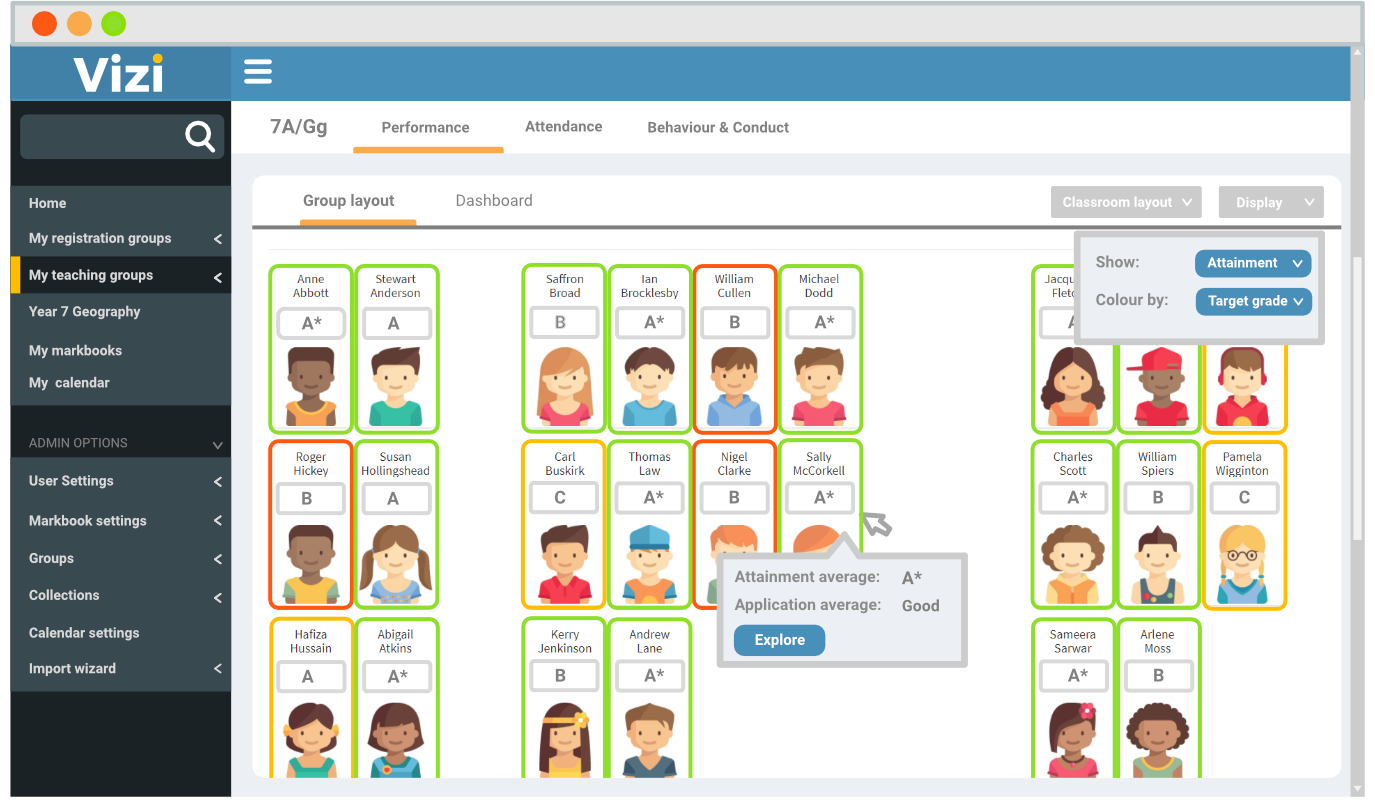 Vizi
Home
My registration groups
My teaching groups
Year 7 Geography
My markbooks
My calendar
ADMIN OPTIONS
User Settings
Markbook settings
Groups
Collections
Calendar settings
Import wizard
7A/Gg Performance Attendance Behaviour & Conduct
Group layout Dashboard Classroom layout Display
Show: Attainment
Colour by: Target grade
Anne
Abbott
A*
Stewart
Anderson
A
Saffron
Broad
B
Ian
Brocklesby
A*
William
Cullen
B
Michael
Dodd
A*
Roger
Hickey
B
Susan
Hollingshead
A
Carl
Buskirk
C
Thomas
Law
A*
Nigel
Clarke
B
Sally
McCorkell
A*
Charles
Scott
A*
William
Spiers
B
Pamela
Wigginton
C
Attainment average: A*
Application average: Good
Explore
Hafiza
Hussain
A
Abigail
Atkins
A*
Kerry
Jenkinson
B
Andrew
Lane
A*
Sameera
Sarwar
A*
Arlene
Moss
B